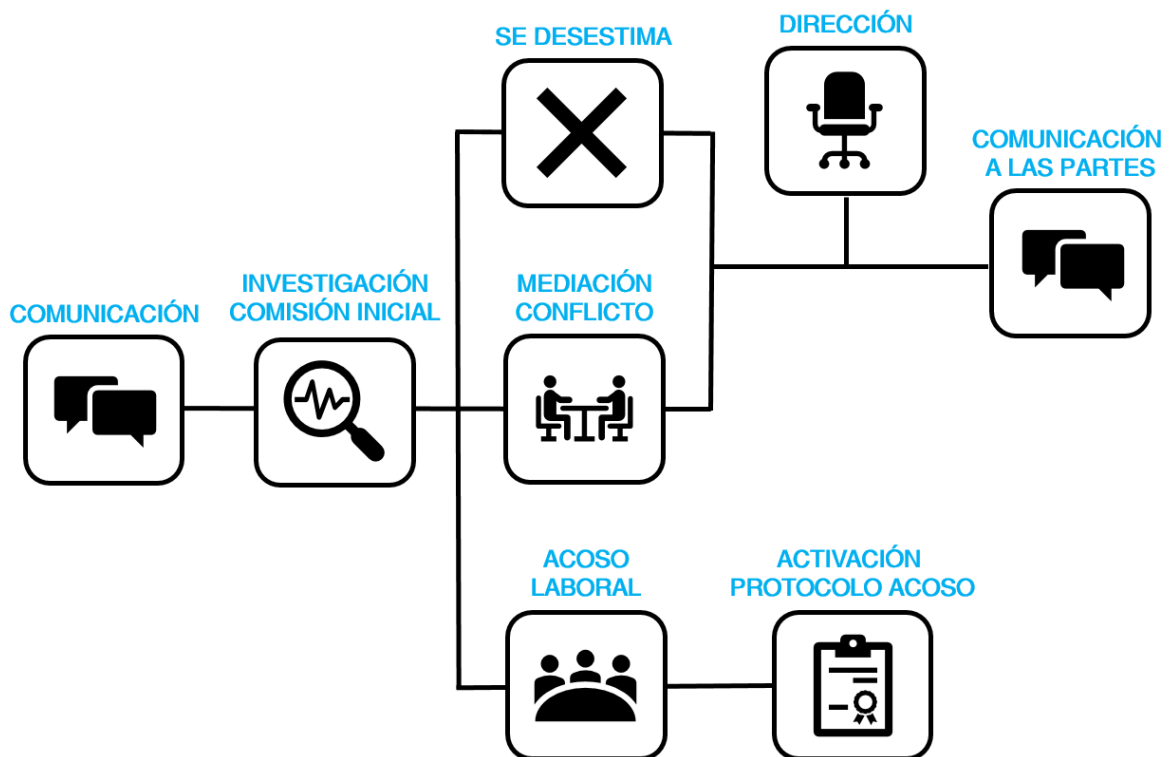 SE DESESTIMA
DIRECCIÓN
COMUNICACIÓN
A LAS PARTES
INVESTIGACIÓN
COMISIÓN INICIAL
MEDIACIÓN
CONFLICTO
COMUNICACIÓN
ACOSO
LABORAL
ACTIVACIÓN
PROTOCOLO ACOSO